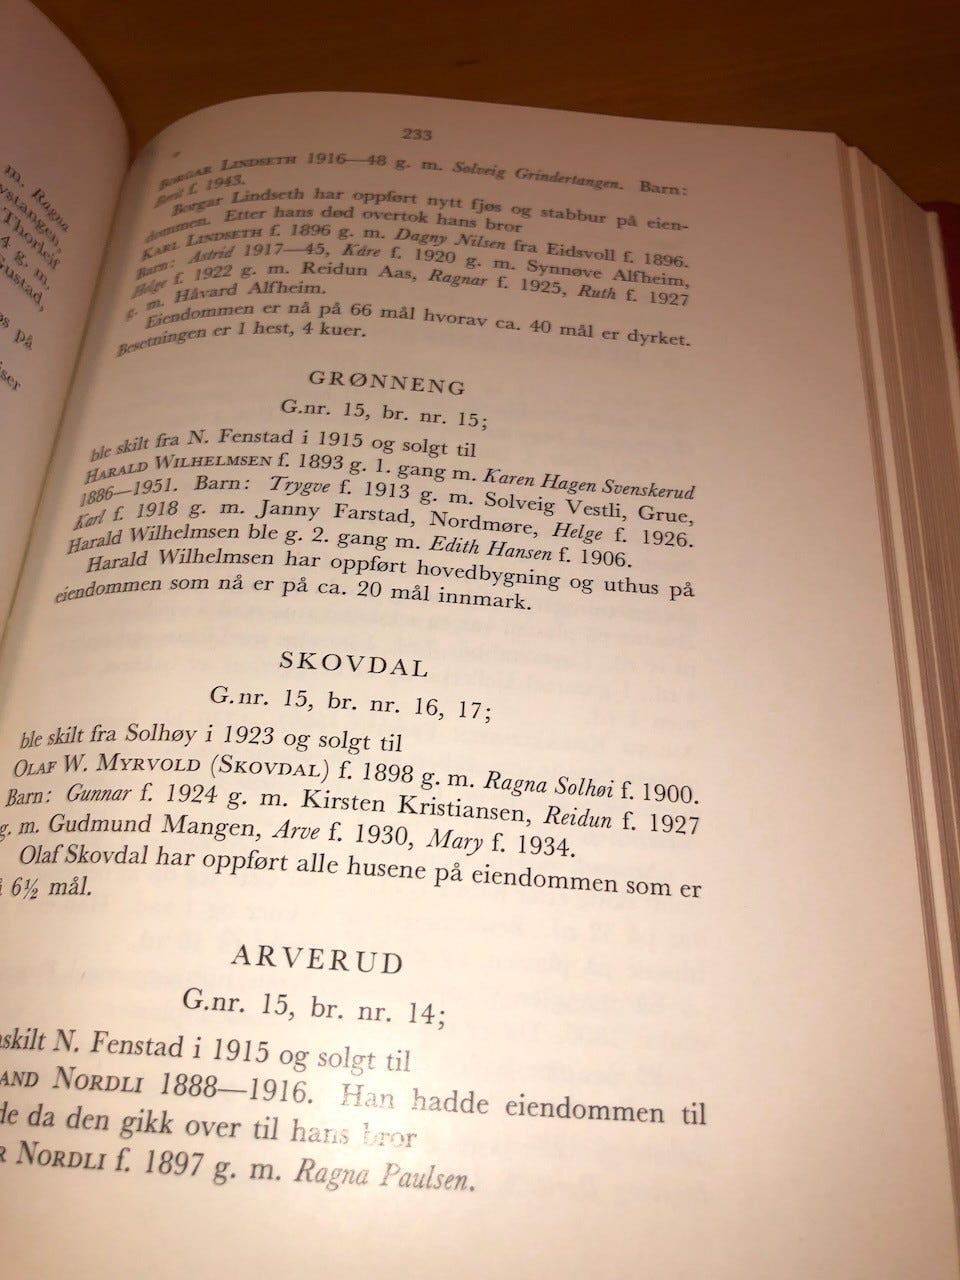 m. Ragna
vstangen,
Thorleif
4 g. m.
Gustad,
s på
iser
233
BORGAR LINDSETH 1916—48 g. m. Solveig Grindertangen. Barn:
Berit f. 1943.
Borgar Lindseth har oppført nytt fjøs og stabbur på eien-
dommen. Etter hans død overtok hans bror
KARL LINDSETH f. 1896 g. m. Dagny Nilsen fra Eidsvoll f. 1896.
Barn: Astrid 1917—45, Kåre f. 1920 g. m. Synnøve Alfheim,
Helge f. 1922 g. m. Reidun Aas, Ragnar f. 1925, Ruth f. 1927
g. m. Håvard Alfheim.
Eiendommen er nå på 66 mål hvorav ca. 40 mål er dyrket.
Besetningen er 1 hest, 4 kuer.
GRØNNENG
G.nr. 15, br. nr. 15;
ble skilt fra N. Fenstad i 1915 og solgt til
HARALD WILHELMSEN f. 1893 g. 1. gang m. Karen Hagen Svenskerud
1886—1951. Barn: Trygve f. 1913 g. m. Solveig Vestli, Grue,
Karl f. 1918 g. m. Janny Farstad, Nordmøre, Helge f. 1926.
Harald Wilhelmsen ble g. 2. gang m. Edith Hansen f. 1906.
Harald Wilhelmsen har oppført hovedbygning og uthus på
eiendommen som nå er på ca. 20 mål innmark.
SKOVDAL
G.nr. 15, br. nr. 16, 17;
ble skilt fra Solhøy i 1923 og solgt til
OLAF W. MYRVOLD (SKOVDAL) f. 1898 g. m. Ragna Solhøi f. 1900.
Barn: Gunnar f. 1924 g. m. Kirsten Kristiansen, Reidun f. 1927
g. m. Gudmund Mangen, Arve f. 1930, Mary f. 1934.
Olaf Skovdal har oppført alle husene på eiendommen som er
6½ mål.
ARVERUD
G.nr. 15, br. nr. 14;
skilt N. Fenstad i 1915 og solgt til
AND NORDLI 1888—1916. Han hadde eiendommen til
de da den gikk over til hans bror
R NORDLI f. 1897 g. m. Ragna Paulsen.